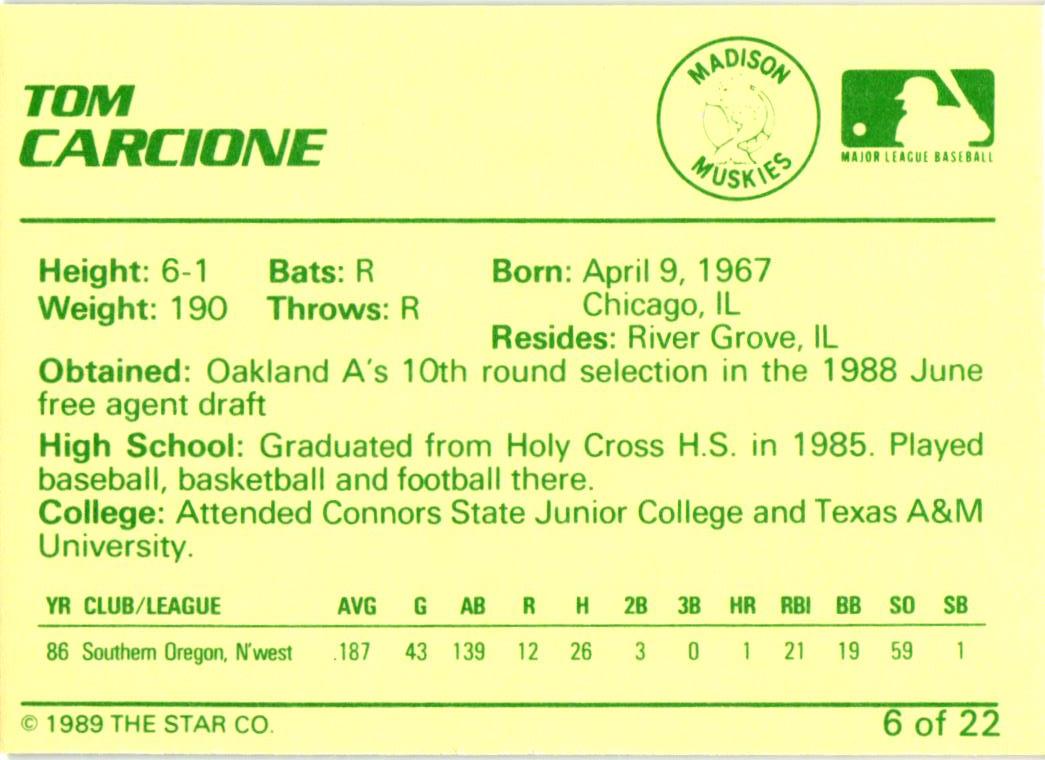 TOM
CARCIONE
MADISON
MUSKIES
MAJOR LEAGUE BASEBALL
Height: 6-1 Bats: R Born: April 9, 1967
Weight: 190 Throws: R Chicago, IL
Resides: River Grove, IL
Obtained: Oakland A's 10th round selection in the 1988 June
free agent draft
High School: Graduated from Holy Cross H.S. in 1985. Played
baseball, basketball and football there.
College: Attended Connors State Junior College and Texas A&M
University.
YR CLUB/LEAGUE AVG G AB R H 2B 3B HR RBI BB SO SB
86 Southern Oregon, N'west .187 43 139 12 26 3 0 1 21 19 59 1
© 1989 THE STAR CO. 6 of 22